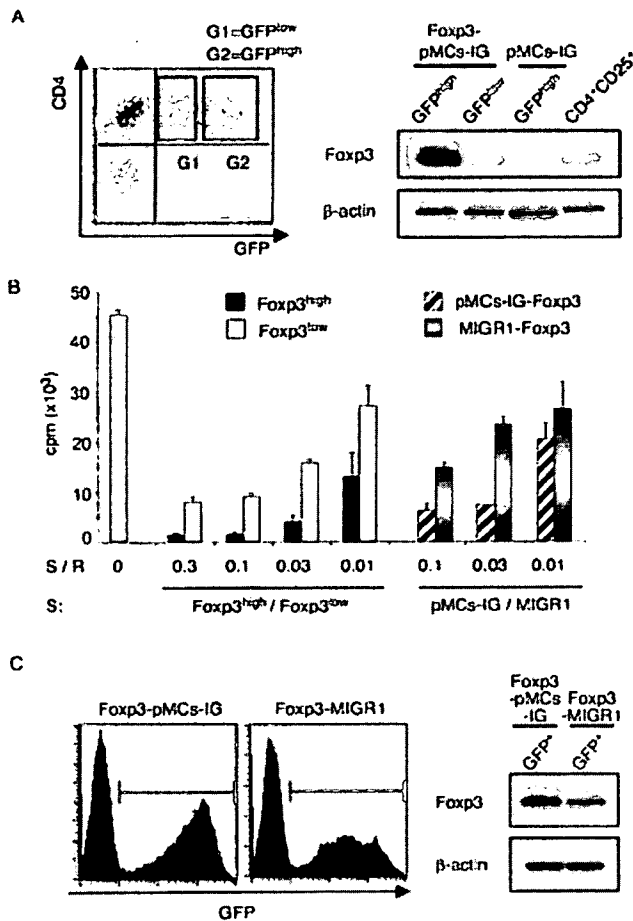 A
G1=GFPlow
G2=GFPhigh
CD4
G1 G2
GFP
Foxp3-
pMCs-IG
pMCs-IG
GFPhigh
GFPlow
GFPhigh
CD4+CD25+
Foxp3
β-actin
B
50
40
30
20
10
0
cpm (x10³)
Foxp3high
Foxp3low
pMCs-IG-Foxp3
MIGR1-Foxp3
S / R 0 0.3 0.1 0.03 0.01 0.1 0.03 0.01
S: Foxp3high / Foxp3low pMCs-IG / MIGR1
C
Foxp3-pMCs-IG Foxp3-MIGR1
GFP
Foxp3
-pMCs
-IG
Foxp3
-MIGR1
GFP+
GFP+
Foxp3
β-actin